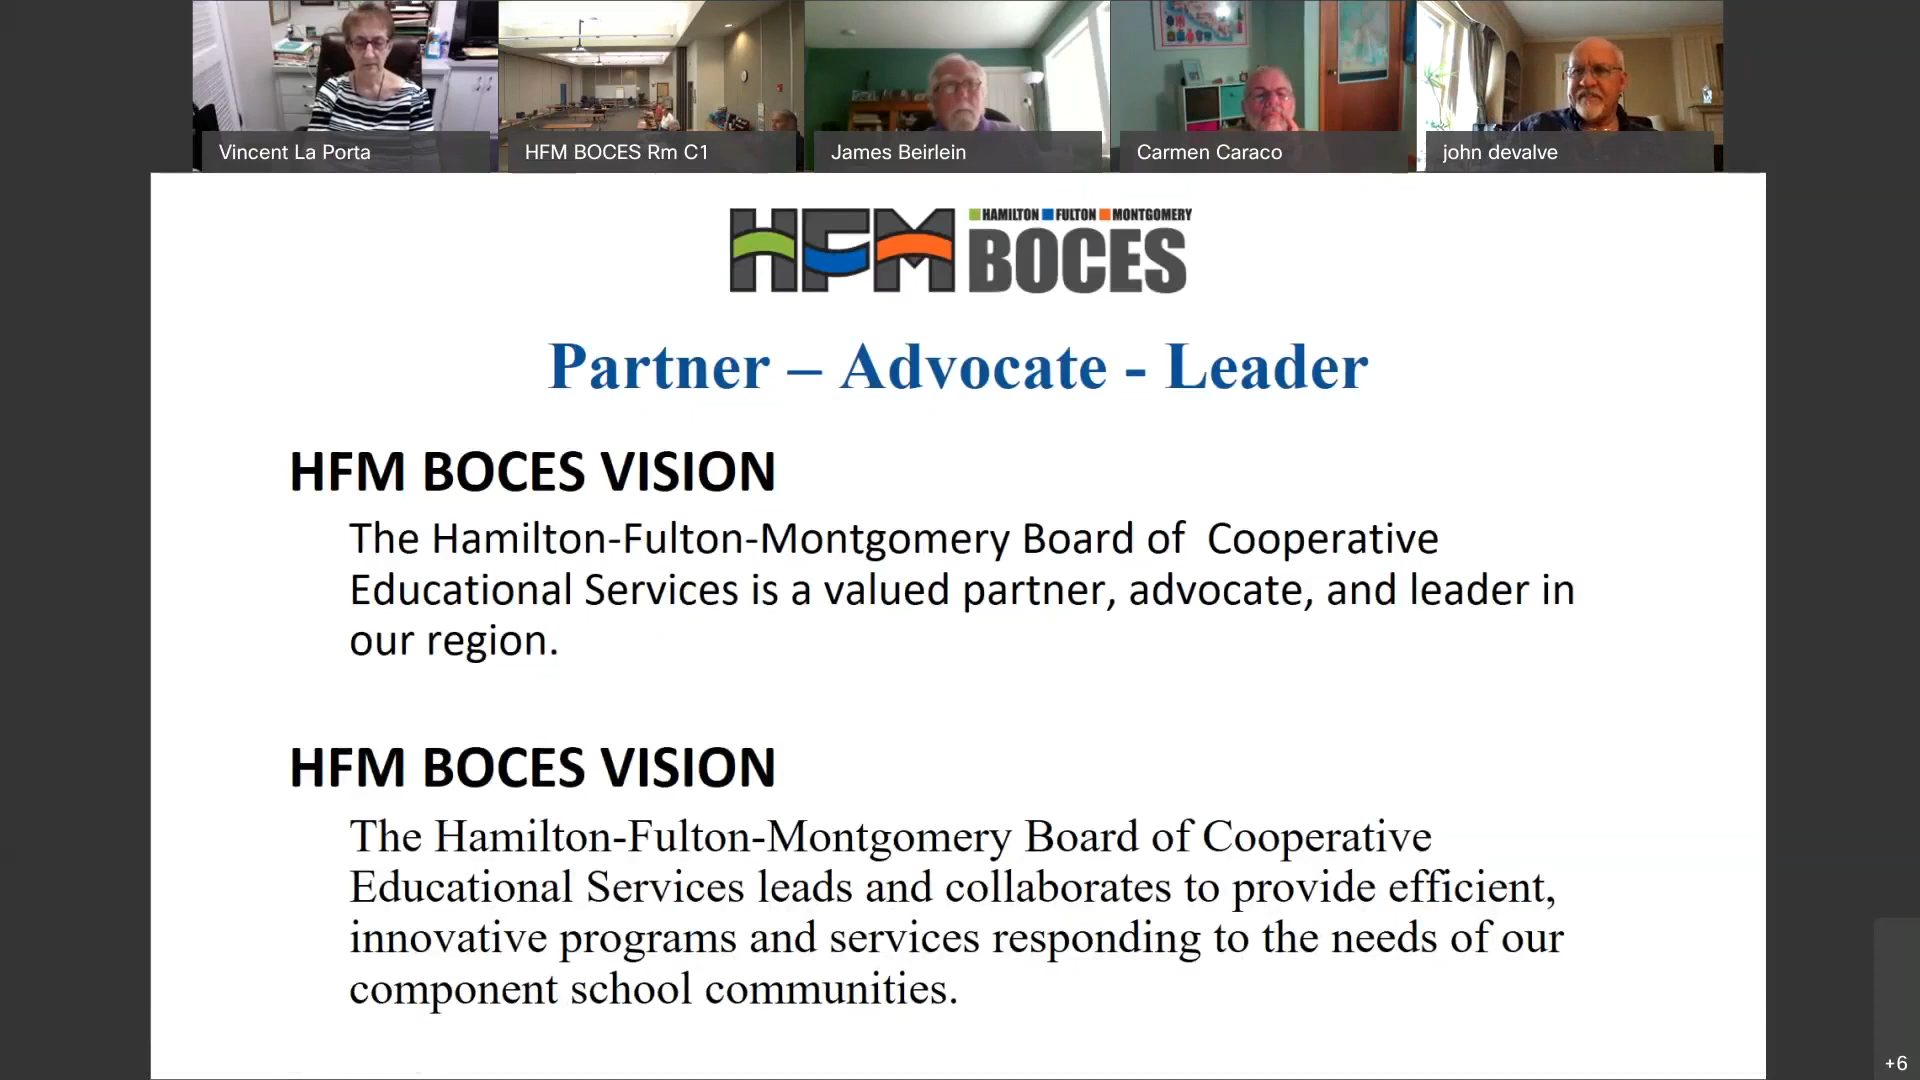 Vincent La Porta
HFM BOCES Rm C1
James Beirlein
Carmen Caraco
john devalve
HFM
HAMILTON FULTON MONTGOMERY
BOCES
Partner – Advocate - Leader
HFM BOCES VISION
The Hamilton-Fulton-Montgomery Board of Cooperative
Educational Services is a valued partner, advocate, and leader in
our region.
HFM BOCES VISION
The Hamilton-Fulton-Montgomery Board of Cooperative
Educational Services leads and collaborates to provide efficient,
innovative programs and services responding to the needs of our
component school communities.
+6